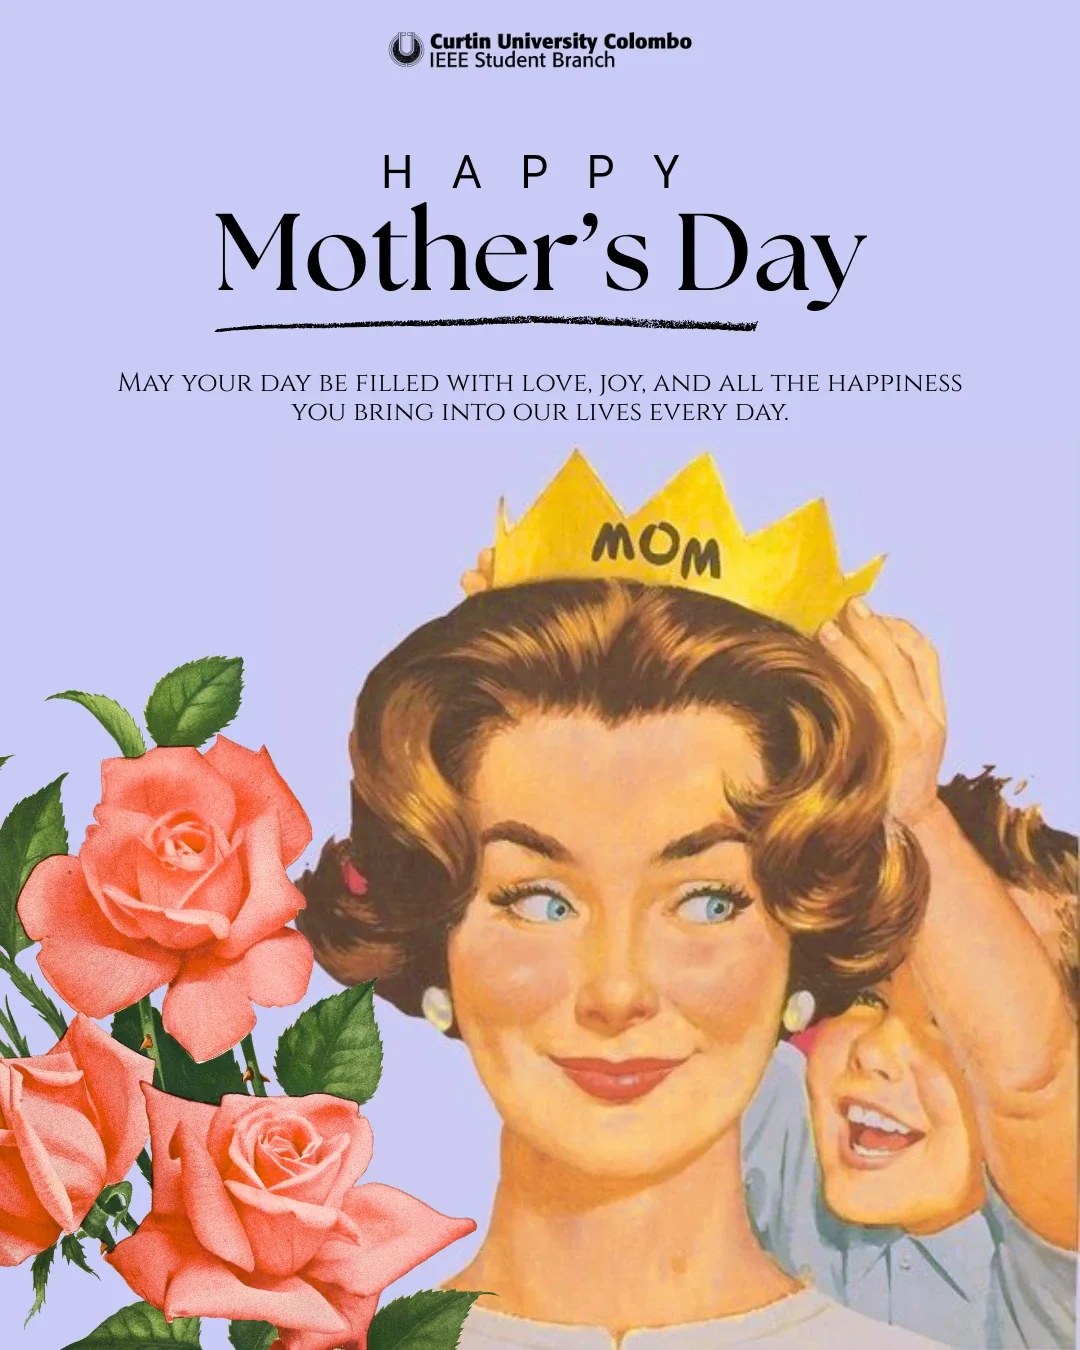 Curtin University Colombo
IEEE Student Branch
HAPPY
Mother's Day
MAY YOUR DAY BE FILLED WITH LOVE, JOY, AND ALL THE HAPPINESS
YOU BRING INTO OUR LIVES EVERY DAY.
MOM